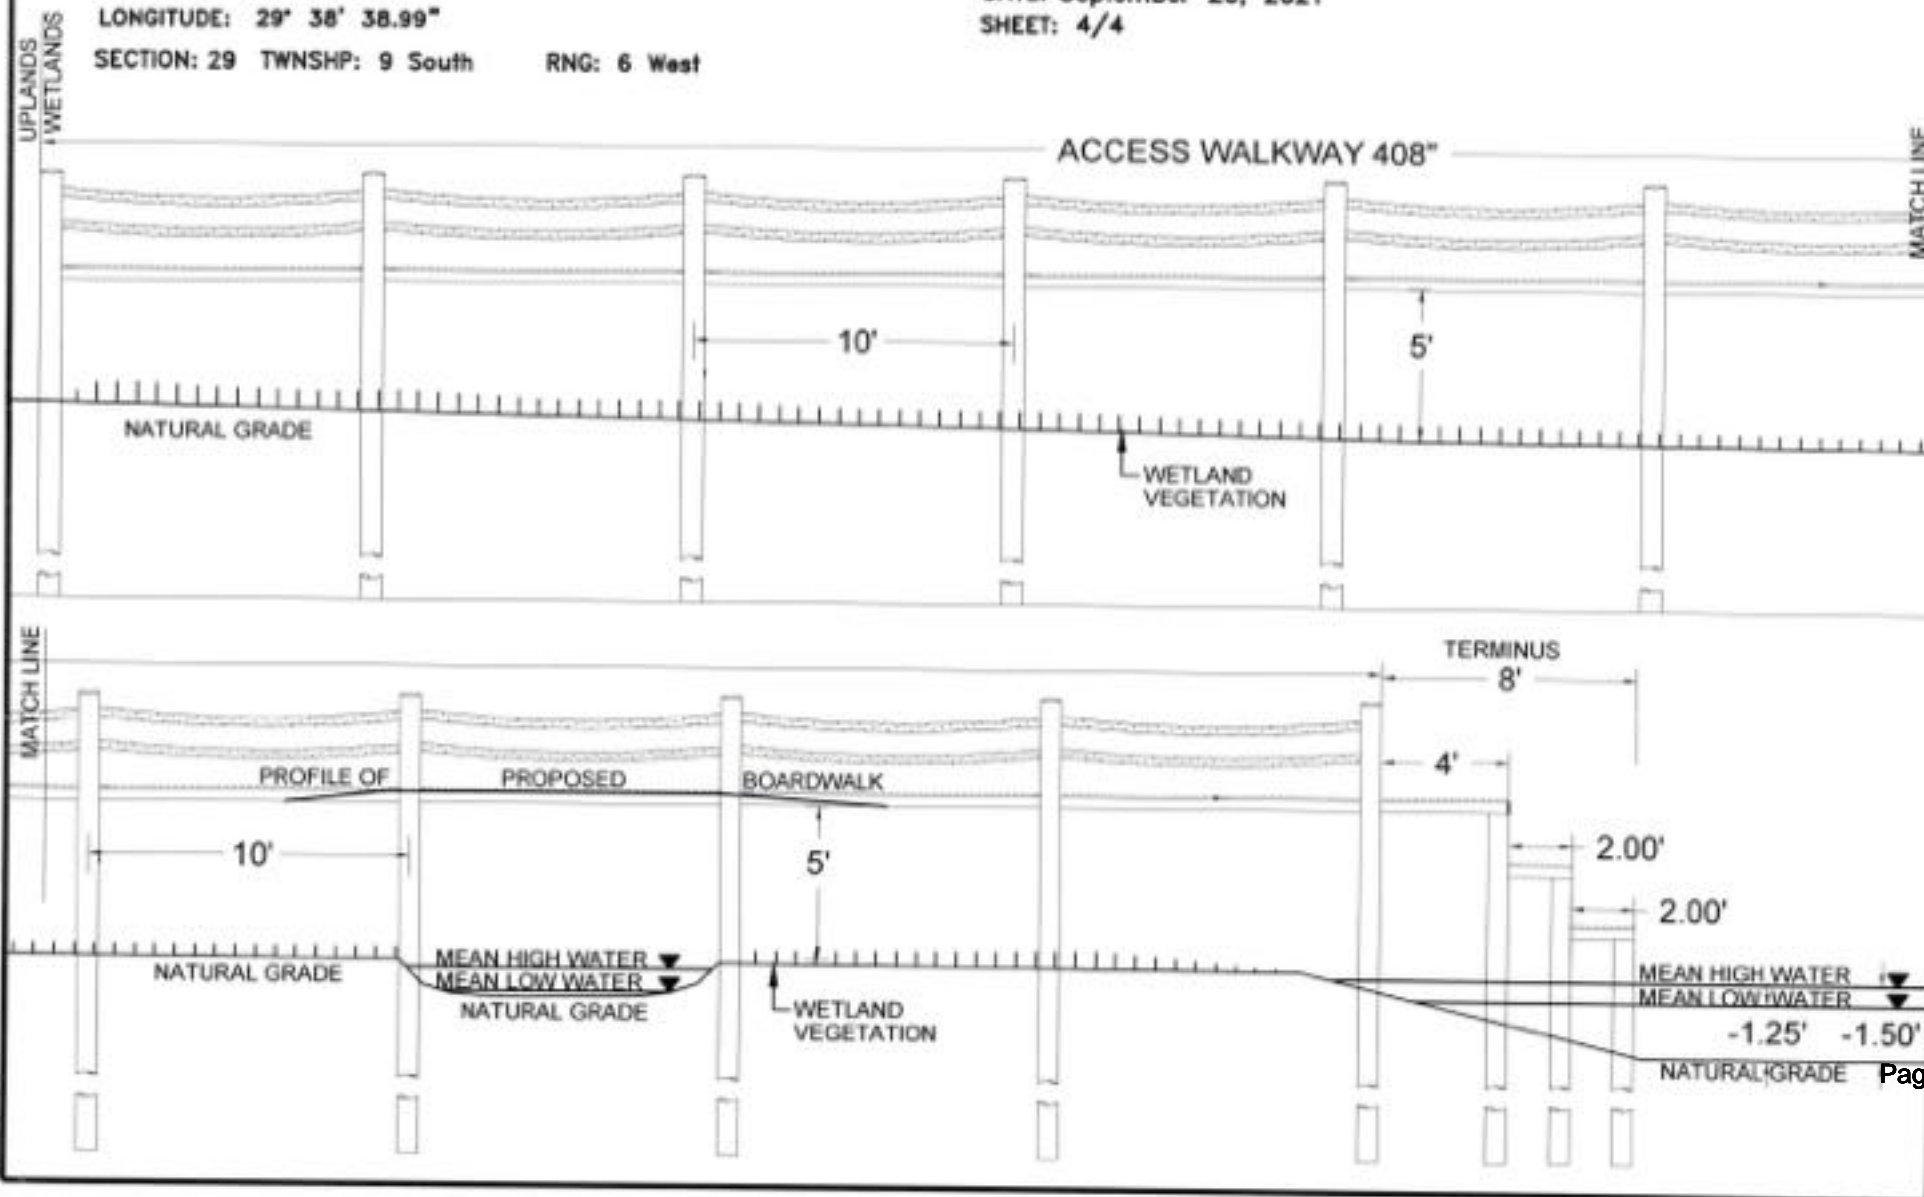 LONGITUDE: 29° 38' 38.99"
SHEET: 4/4
SECTION: 29 TWNSHP: 9 South RNG: 6 West
UPLANDS
WETLANDS
ACCESS WALKWAY 408"
MATCH LINE
10'
5'
NATURAL GRADE
WETLAND
VEGETATION
MATCH LINE
TERMINUS
8'
4'
PROFILE OF PROPOSED BOARDWALK
10'
5'
2.00'
2.00'
NATURAL GRADE
MEAN HIGH WATER
MEAN LOW WATER
NATURAL GRADE
WETLAND
VEGETATION
MEAN HIGH WATER
MEAN LOW WATER
-1.25' -1.50'
NATURAL GRADE
Pag